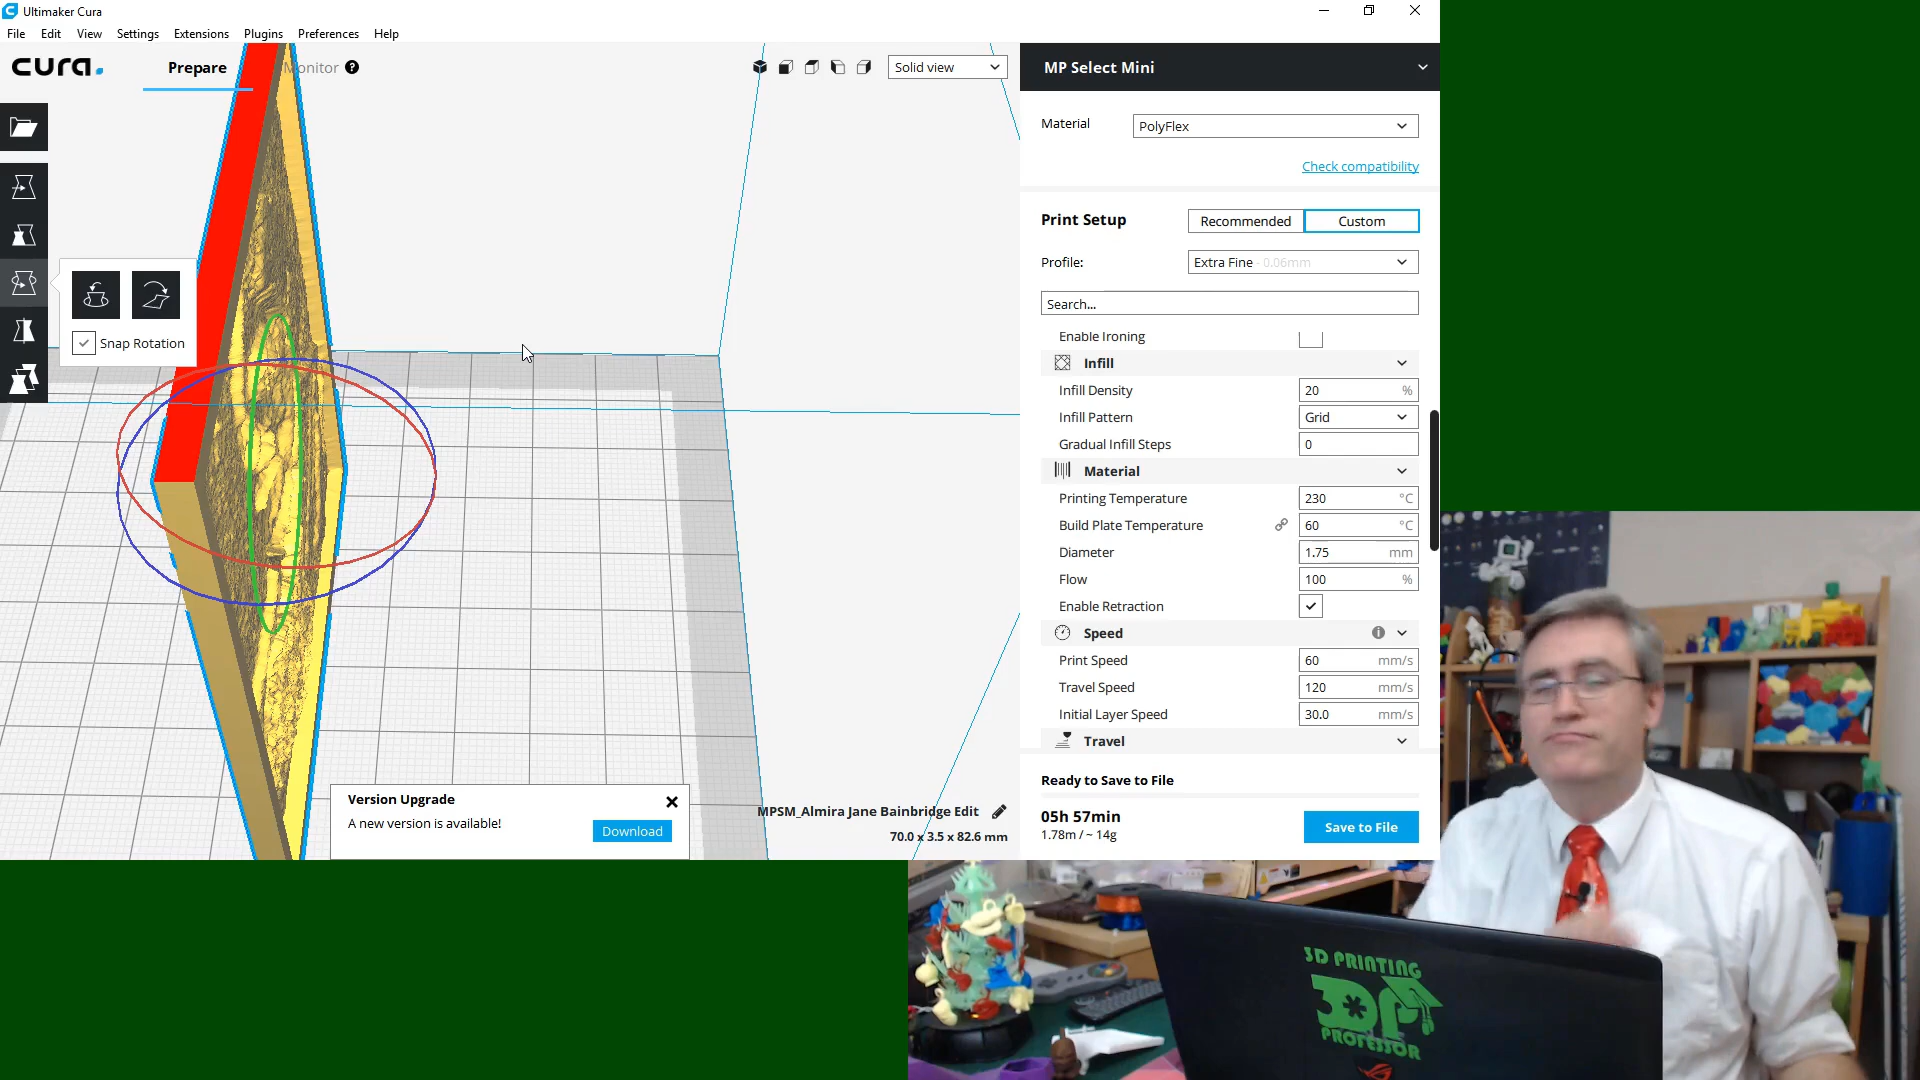 Ultimaker Cura
File Edit View Settings Extensions Plugins Preferences Help
cura. Prepare Monitor ?
Solid view
MP Select Mini
Material PolyFlex
Check compatibility
Print Setup Recommended Custom
Profile: Extra Fine - 0.06mm
Search...
Enable Ironing
Infill
Infill Density 20 %
Infill Pattern Grid
Gradual Infill Steps 0
Material
Printing Temperature 230 °C
Build Plate Temperature 60 °C
Diameter 1.75 mm
Flow 100 %
Enable Retraction
Speed
Print Speed 60 mm/s
Travel Speed 120 mm/s
Initial Layer Speed 30.0 mm/s
Travel
Snap Rotation
Version Upgrade
A new version is available!
Download
MPSM_Almira Jane Bainbridge Edit
70.0 x 3.5 x 82.6 mm
Ready to Save to File
05h 57min
1.78m / ~ 14g
Save to File
3D PRINTING
3DP
PROFESSOR